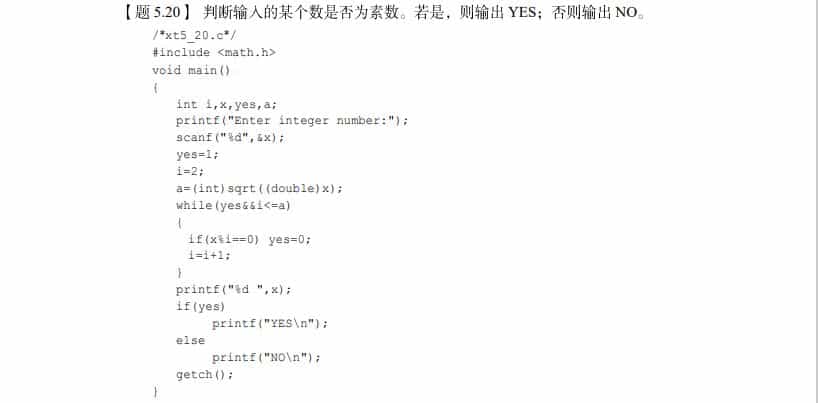 【题 5.20】 判断输入的某个数是否为素数。若是，则输出 YES；否则输出 NO。
/*xt5_20.c*/
#include <math.h>
void main()
{
int i,x,yes,a;
printf("Enter integer number:");
scanf("%d",&x);
yes=1;
i=2;
a=(int)sqrt((double)x);
while(yes&&i<=a)
{
if(x%i==0) yes=0;
i=i+1;
}
printf("%d ",x);
if(yes)
printf("YES\n");
else
printf("NO\n");
getch();
}